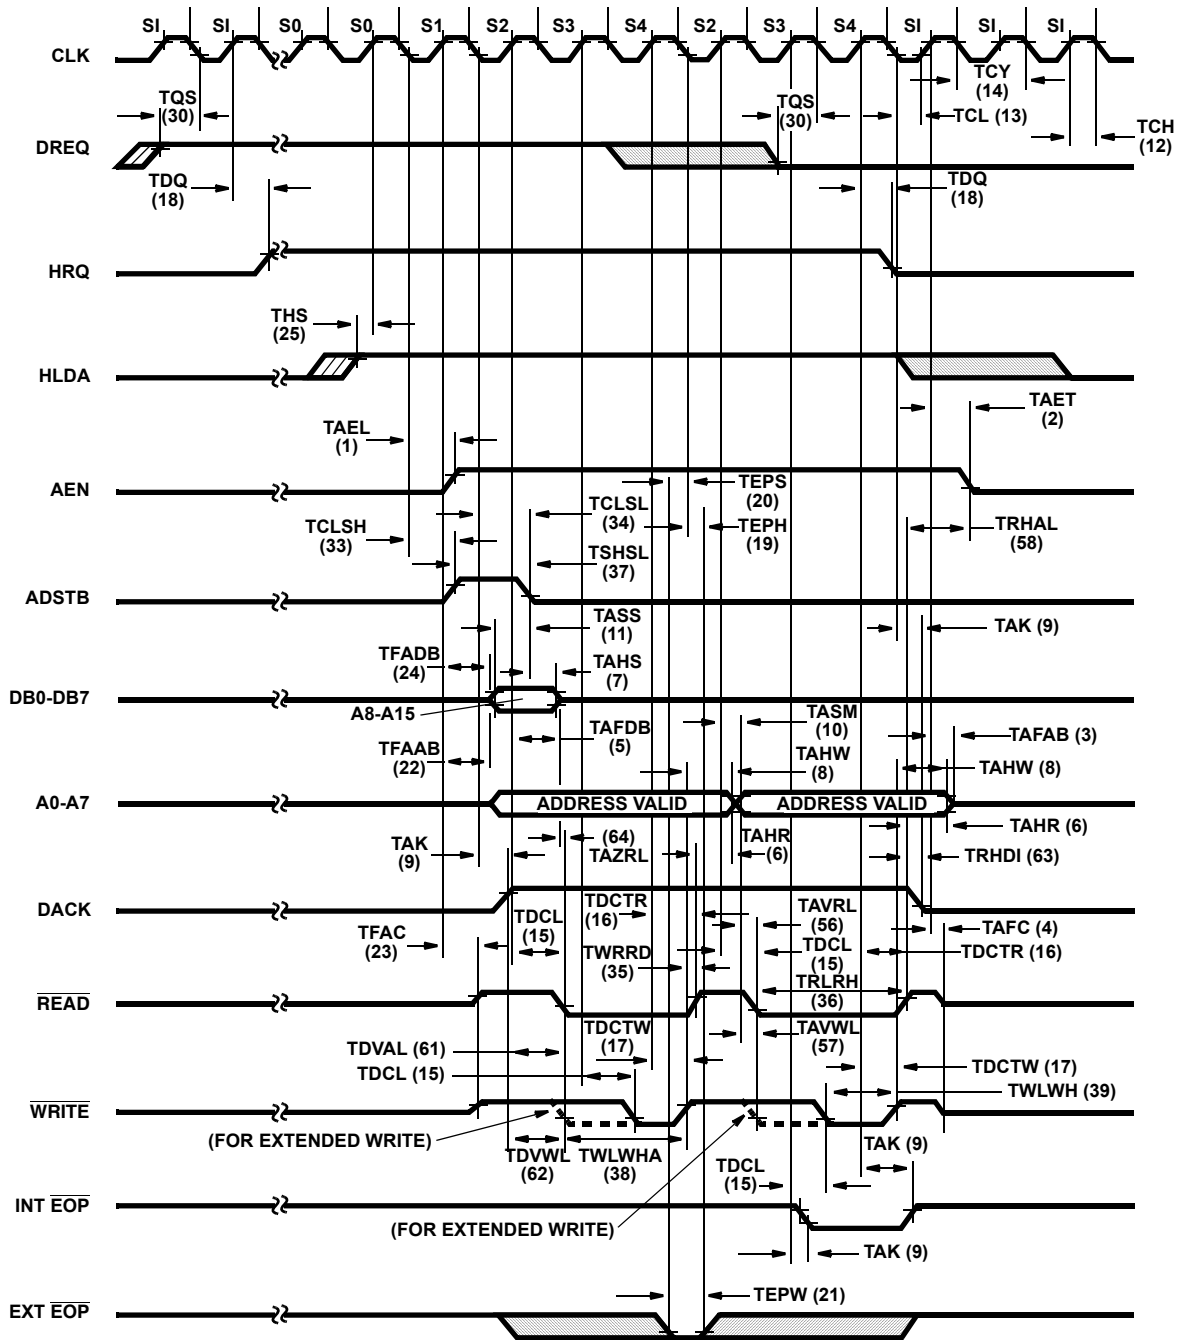 SI SI S0 S0 S1 S2 S3 S4 S2 S3 S4 SI SI SI
CLK
TCY
(14)
TQS
(30)
TQS
(30)
TCL (13)
TCH
(12)
DREQ
TDQ
(18)
TDQ
(18)
HRQ
THS
(25)
HLDA
TAET
(2)
TAEL
(1)
AEN
TEPS
(20)
TCLSL
(34)
TEPH
(19)
TRHAL
(58)
TCLSH
(33)
TSHSL
(37)
ADSTB
TASS
(11)
TAK (9)
TFADB
(24)
TAHS
(7)
DB0-DB7
A8-A15
TASM
(10)
TAFDB
(5)
TAFAB (3)
TFAAB
(22)
TAHW
(8)
TAHW (8)
A0-A7
ADDRESS VALID
ADDRESS VALID
TAHR (6)
(64)
TAZRL
TAHR
(6)
TAK
(9)
TRHDI (63)
DACK
TDCTR
(16)
TAVRL
(56)
TDCL
(15)
TAFC (4)
TFAC
(23)
TWRRD
(35)
TDCL
(15)
TDCTR (16)
TRLRH
(36)
READ
TDCTW
(17)
TAVWL
(57)
TDVAL (61)
TDCTW (17)
TDCL (15)
TWLWH (39)
WRITE
(FOR EXTENDED WRITE)
TDVWL
(62)
TWLWHA
(38)
TAK (9)
TDCL
(15)
INT EOP
(FOR EXTENDED WRITE)
TAK (9)
TEPW (21)
EXT EOP